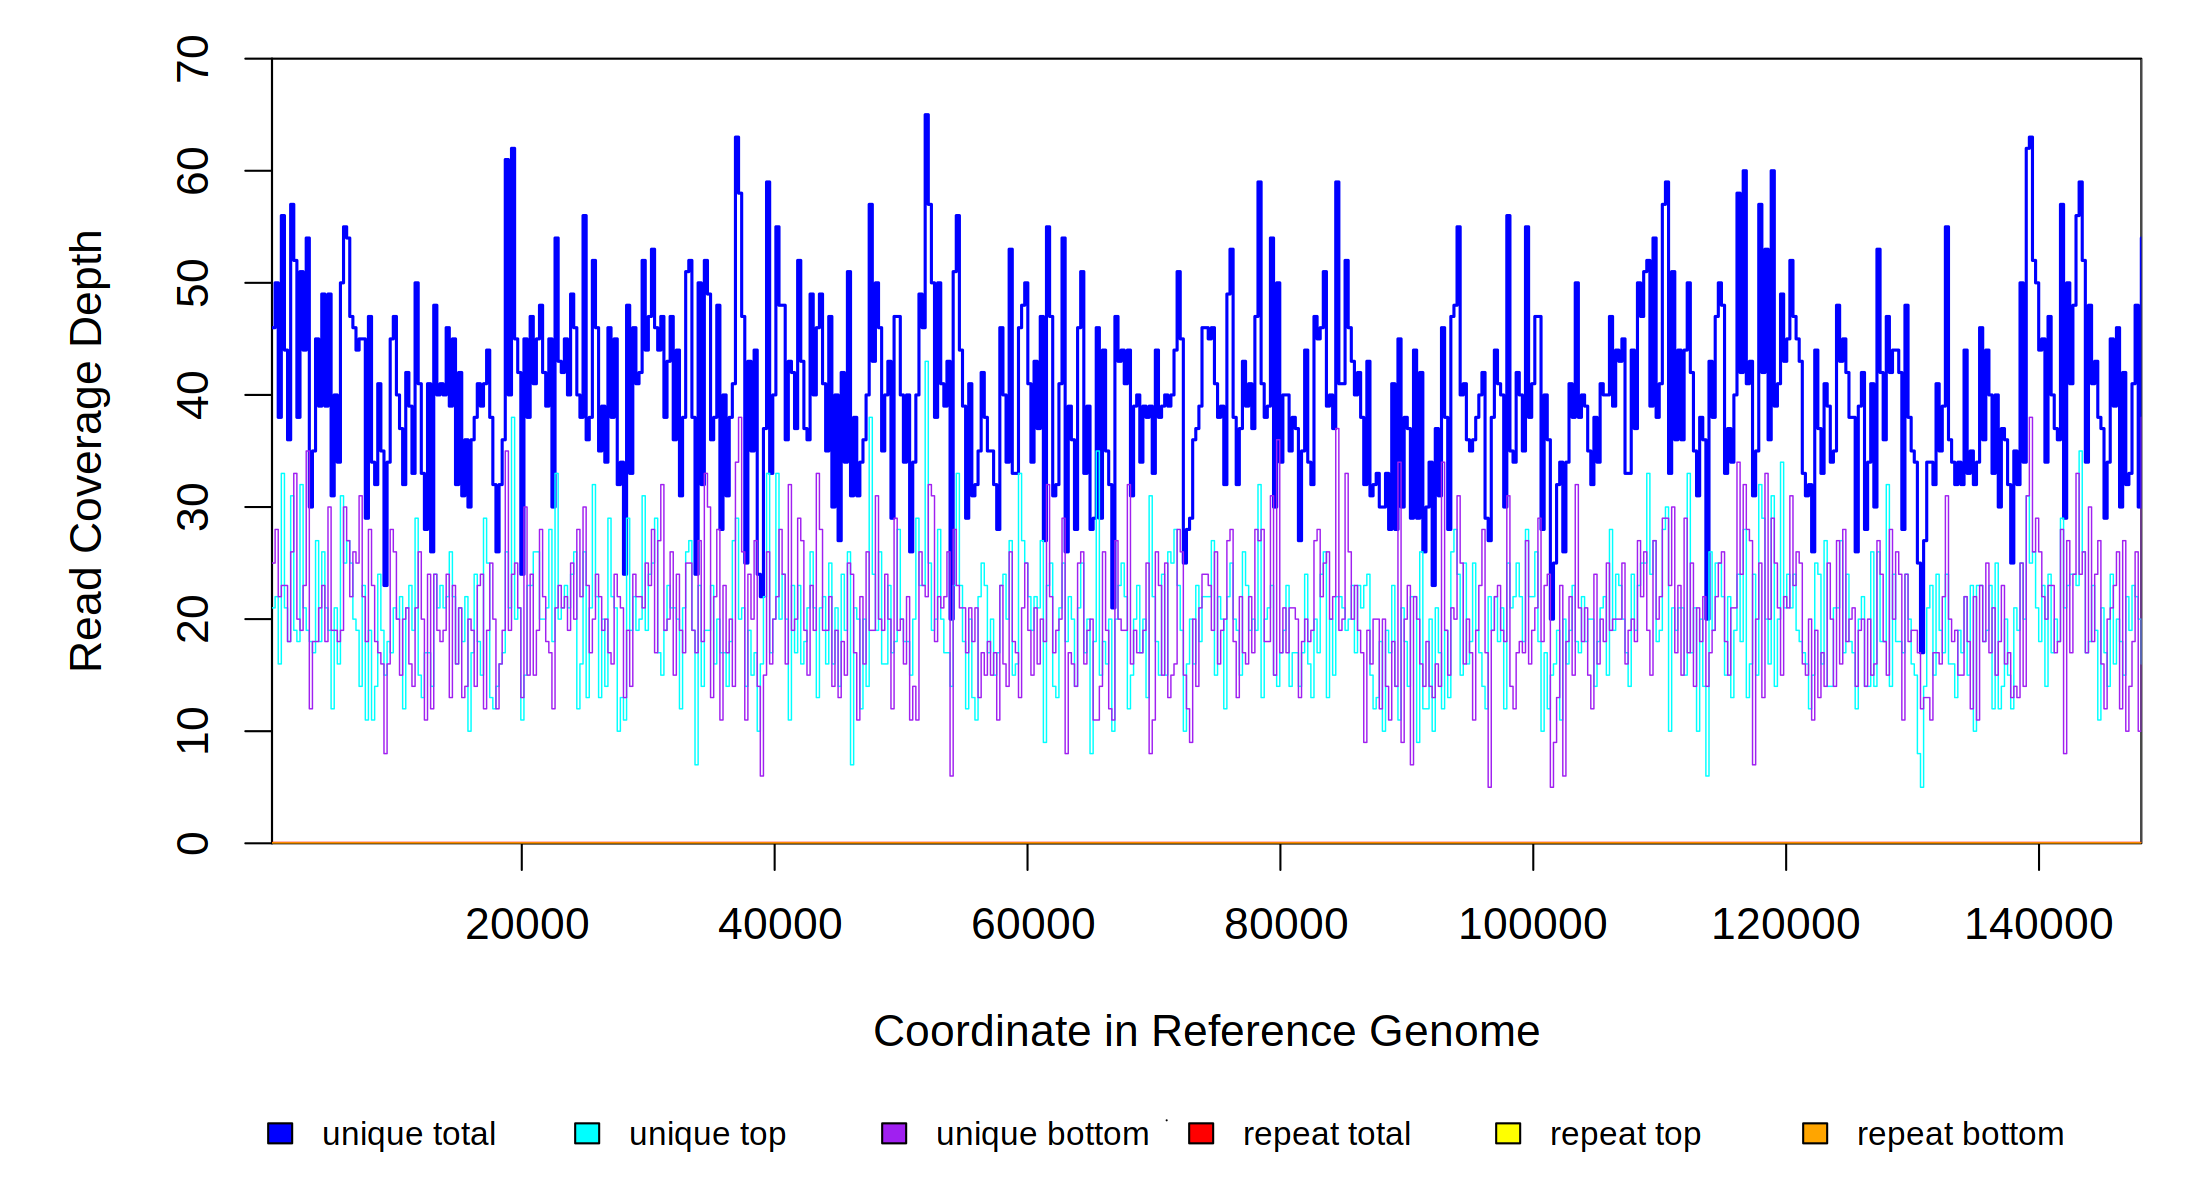 70
60
50
40
30
20
10
0
Read Coverage Depth
20000 40000 60000 80000 100000 120000 140000
Coordinate in Reference Genome
unique total unique top unique bottom repeat total repeat top repeat bottom